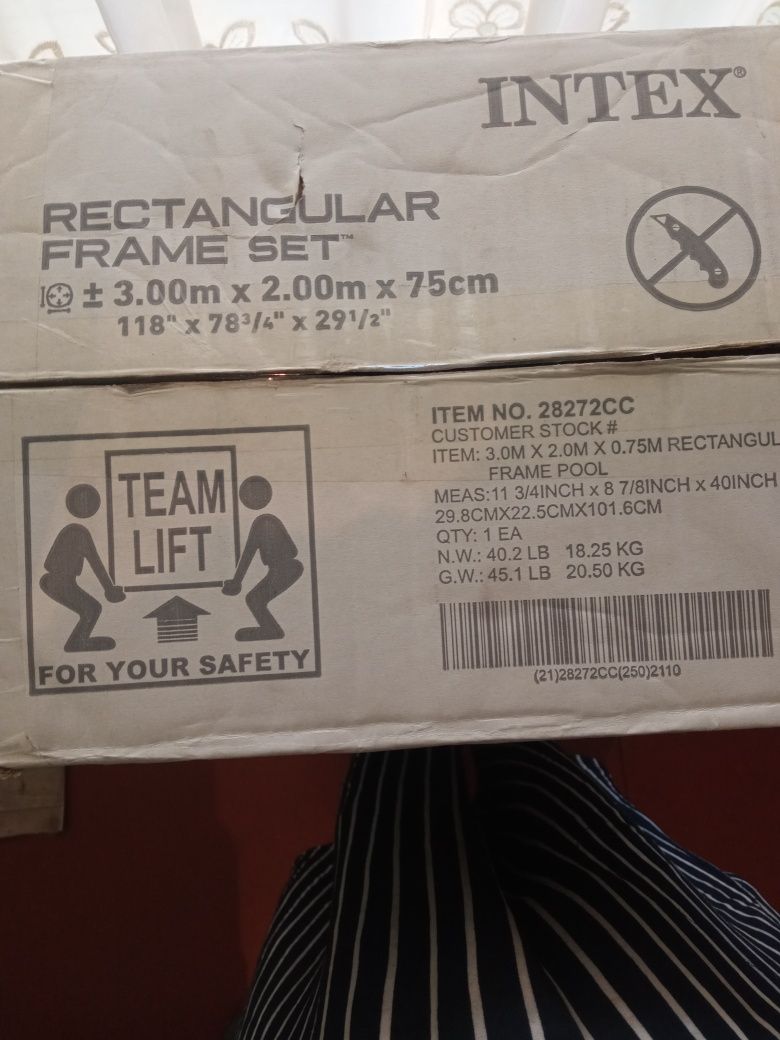 INTEX®
RECTANGULAR
FRAME SET™
± 3.00m x 2.00m x 75cm
118" x 78³/₄" x 29¹/₂"
TEAM
LIFT
FOR YOUR SAFETY
ITEM NO. 28272CC
CUSTOMER STOCK #
ITEM: 3.0M X 2.0M X 0.75M RECTANGUL
FRAME POOL
MEAS:11 3/4INCH x 8 7/8INCH x 40INCH
29.8CMX22.5CMX101.6CM
QTY: 1 EA
N.W.: 40.2 LB 18.25 KG
G.W.: 45.1 LB 20.50 KG
(21)28272CC(250)2110